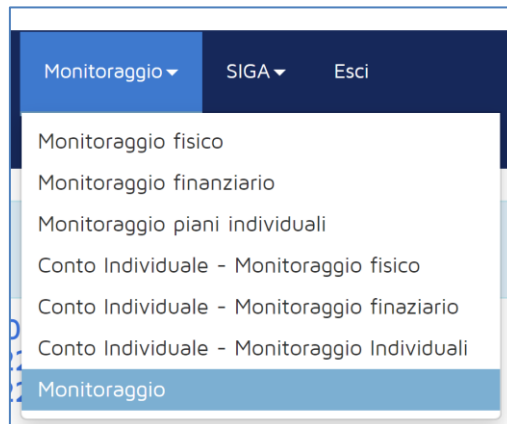 Monitoraggio SIGA Esci
Monitoraggio fisico
Monitoraggio finanziario
Monitoraggio piani individuali
Conto Individuale - Monitoraggio fisico
Conto Individuale - Monitoraggio finaziario
Conto Individuale - Monitoraggio Individuali
Monitoraggio